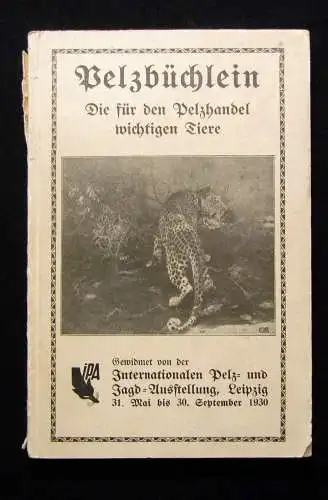 Pelzbüchlein
Die für den Pelzhandel
wichtigen Tiere
Gewidmet von der
Internationalen Pelz- und
Jagd-Ausstellung, Leipzig
31. Mai bis 30. September 1930
iPA